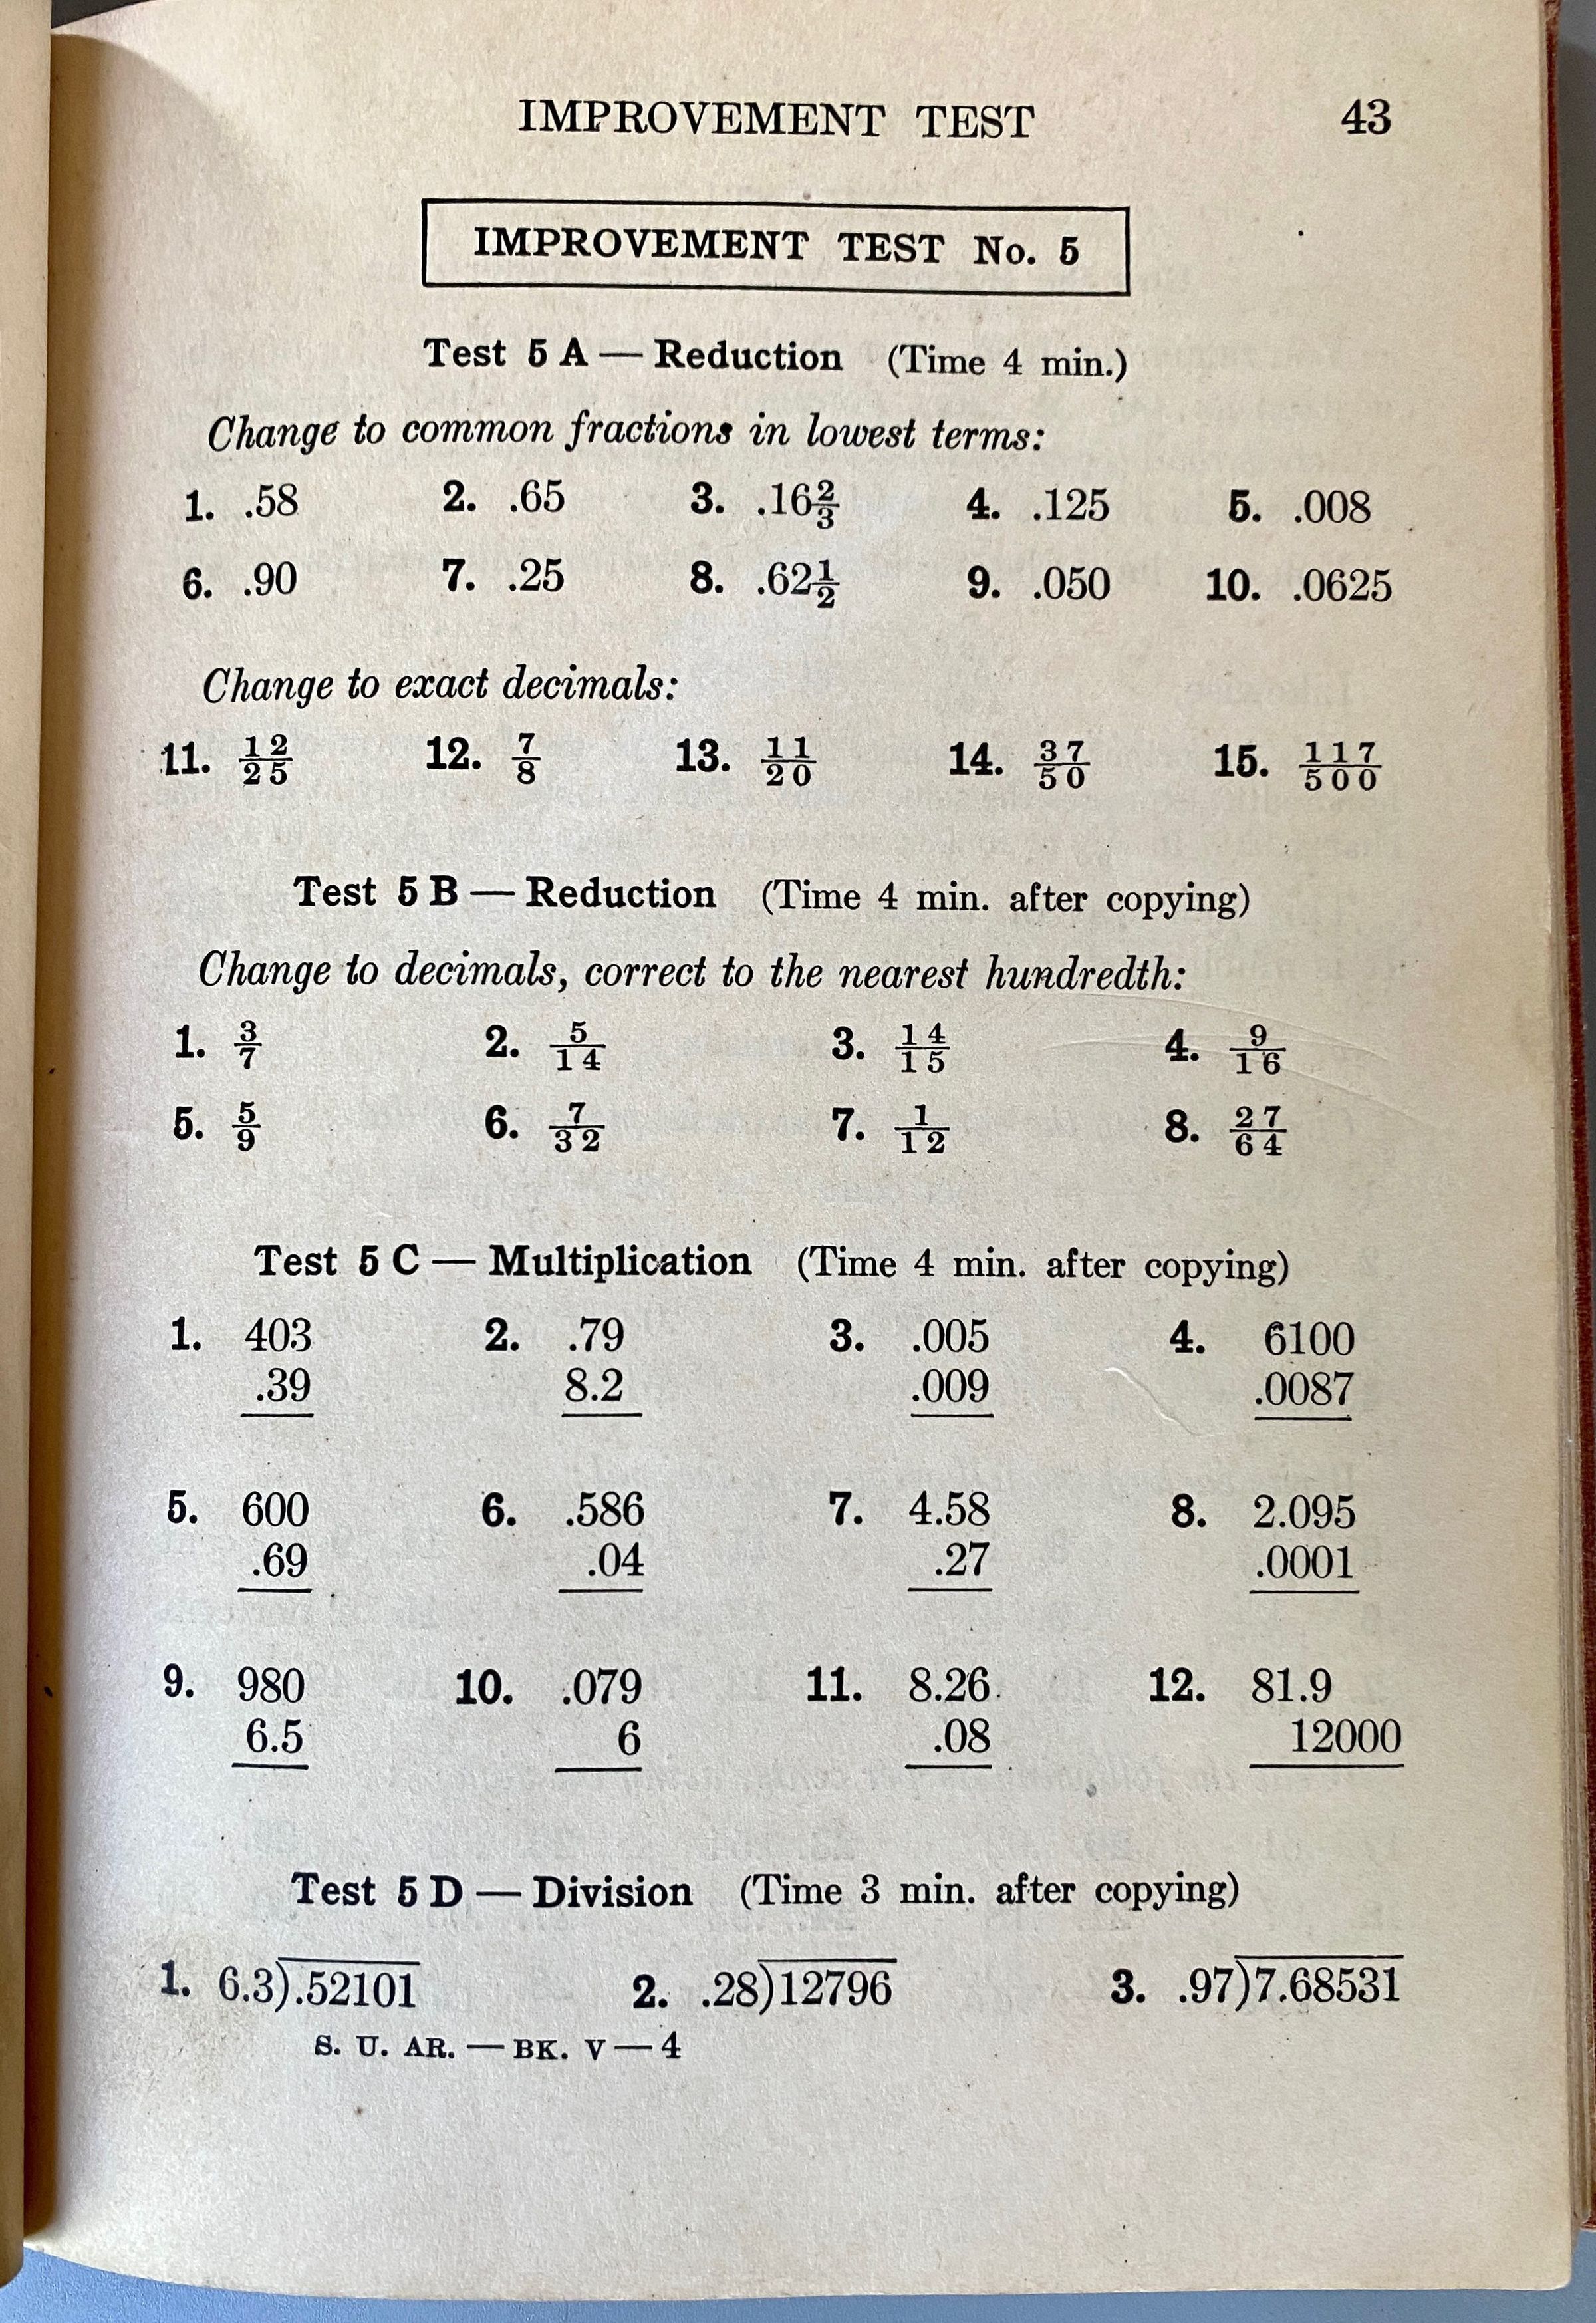 IMPROVEMENT TEST 43
IMPROVEMENT TEST No. 5
Test 5 A — Reduction (Time 4 min.)
Change to common fractions in lowest terms:
1. .58 2. .65 3. .16 2/3 4. .125 5. .008
6. .90 7. .25 8. .62 1/2 9. .050 10. .0625
Change to exact decimals:
11. 12/25 12. 7/8 13. 11/20 14. 37/50 15. 117/500
Test 5 B — Reduction (Time 4 min. after copying)
Change to decimals, correct to the nearest hundredth:
1. 3/7 2. 5/14 3. 14/15 4. 9/16
5. 5/9 6. 7/32 7. 1/12 8. 27/64
Test 5 C — Multiplication (Time 4 min. after copying)
1. 403 2. .79 3. .005 4. 6100
.39 8.2 .009 .0087
5. 600 6. .586 7. 4.58 8. 2.095
.69 .04 .27 .0001
9. 980 10. .079 11. 8.26 12. 81.9
6.5 6 .08 12000
Test 5 D — Division (Time 3 min. after copying)
1. 6.3).52101 2. .28)12796 3. .97)7.68531
S. U. AR. — BK. V — 4